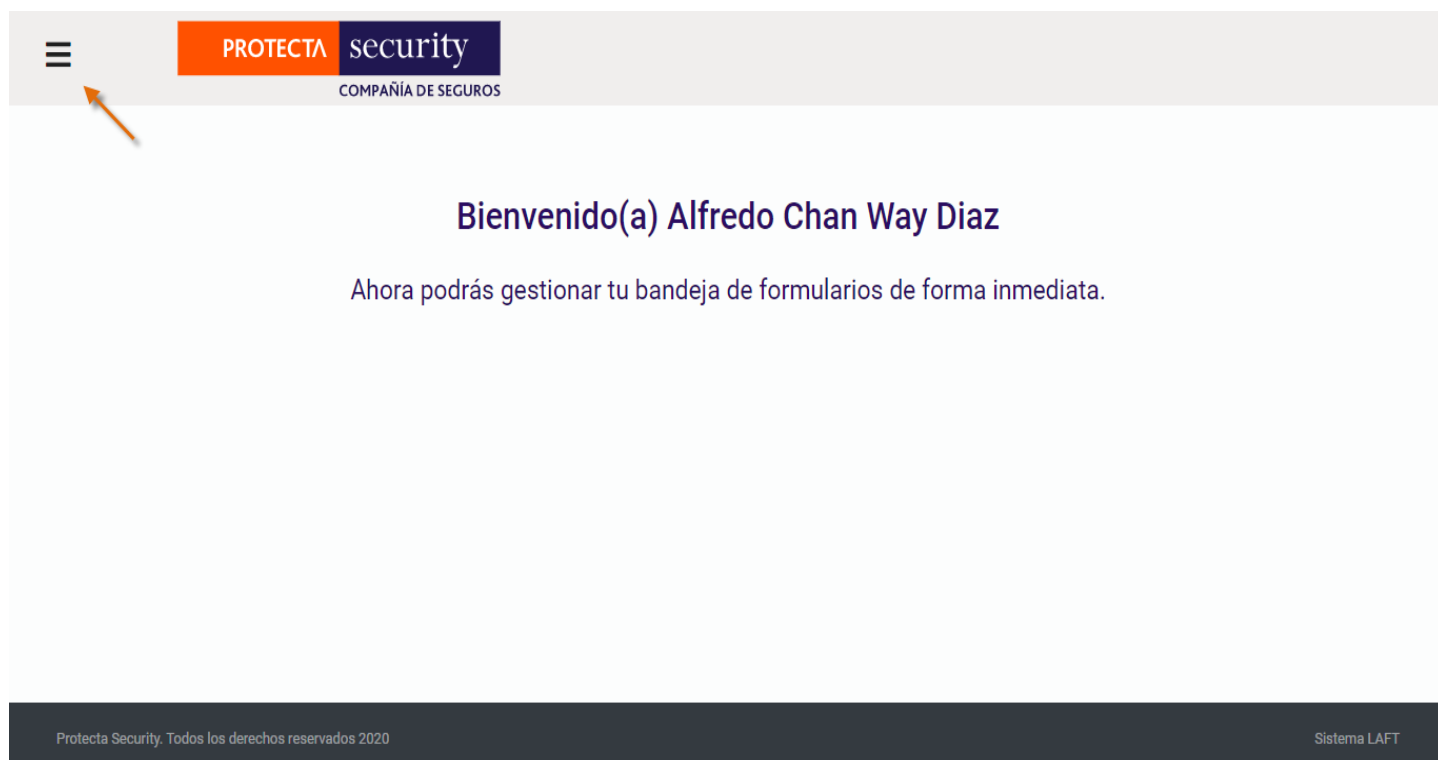 PROTECTA security
COMPAÑÍA DE SEGUROS
Bienvenido(a) Alfredo Chan Way Diaz
Ahora podrás gestionar tu bandeja de formularios de forma inmediata.
Protecta Security. Todos los derechos reservados 2020
Sistema LAFT